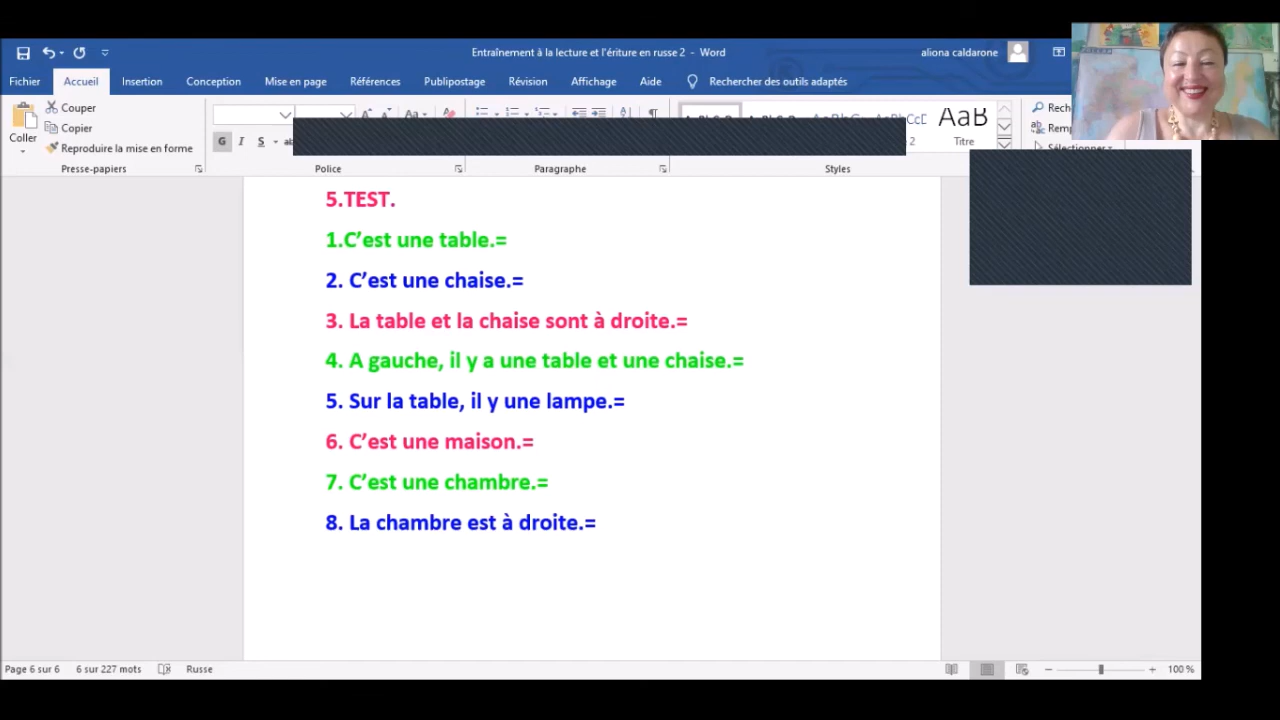 Entraînement à la lecture et l'ériture en russe 2 - Word
aliona caldarone
Fichier Accueil Insertion Conception Mise en page Références Publipostage Révision Affichage Aide Rechercher des outils adaptés
Couper
Copier
Coller
Reproduire la mise en forme
G I S
AaB
Titre
Presse-papiers Police Paragraphe Styles
5.TEST.
1.C’est une table.=
2. C’est une chaise.=
3. La table et la chaise sont à droite.=
4. A gauche, il y a une table et une chaise.=
5. Sur la table, il y une lampe.=
6. C’est une maison.=
7. C’est une chambre.=
8. La chambre est à droite.=
Page 6 sur 6 6 sur 227 mots Russe 100 %